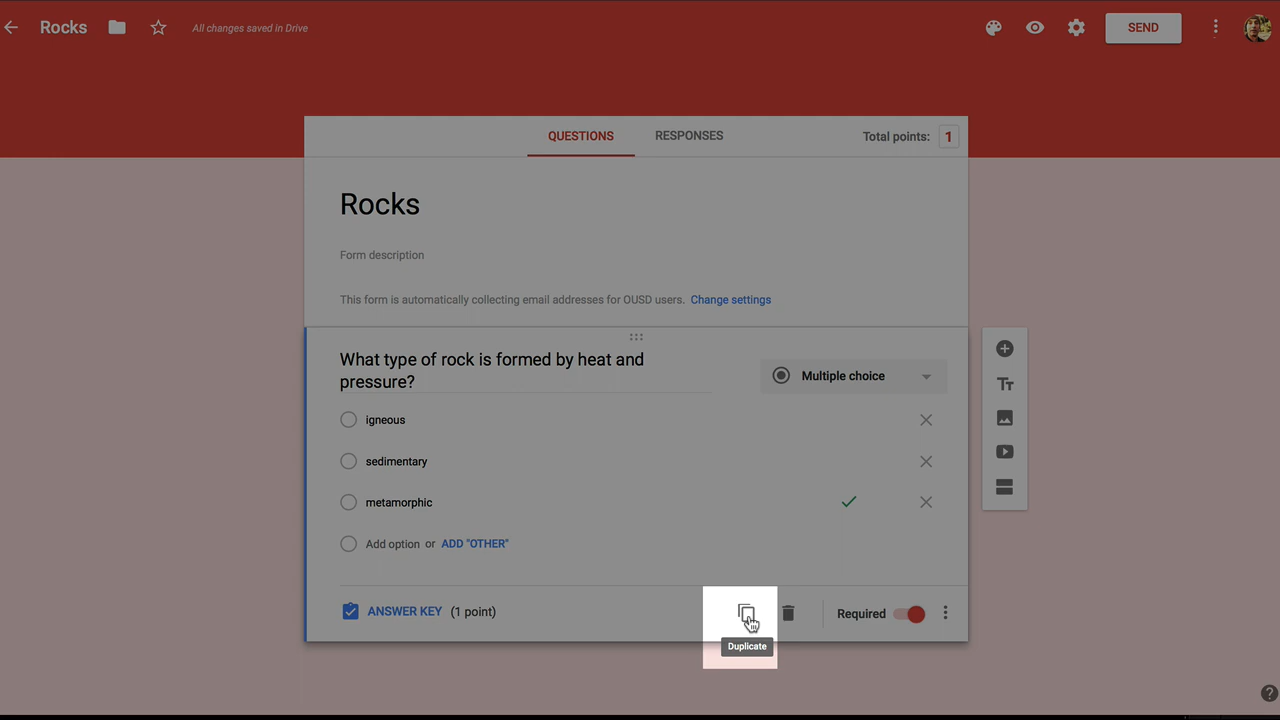 Rocks
All changes saved in Drive
SEND
QUESTIONS
RESPONSES
Total points:
1
Rocks
Form description
This form is automatically collecting email addresses for OUSD users. Change settings
What type of rock is formed by heat and
pressure?
Multiple choice
igneous
sedimentary
metamorphic
Add option or ADD "OTHER"
ANSWER KEY (1 point)
Required
Duplicate